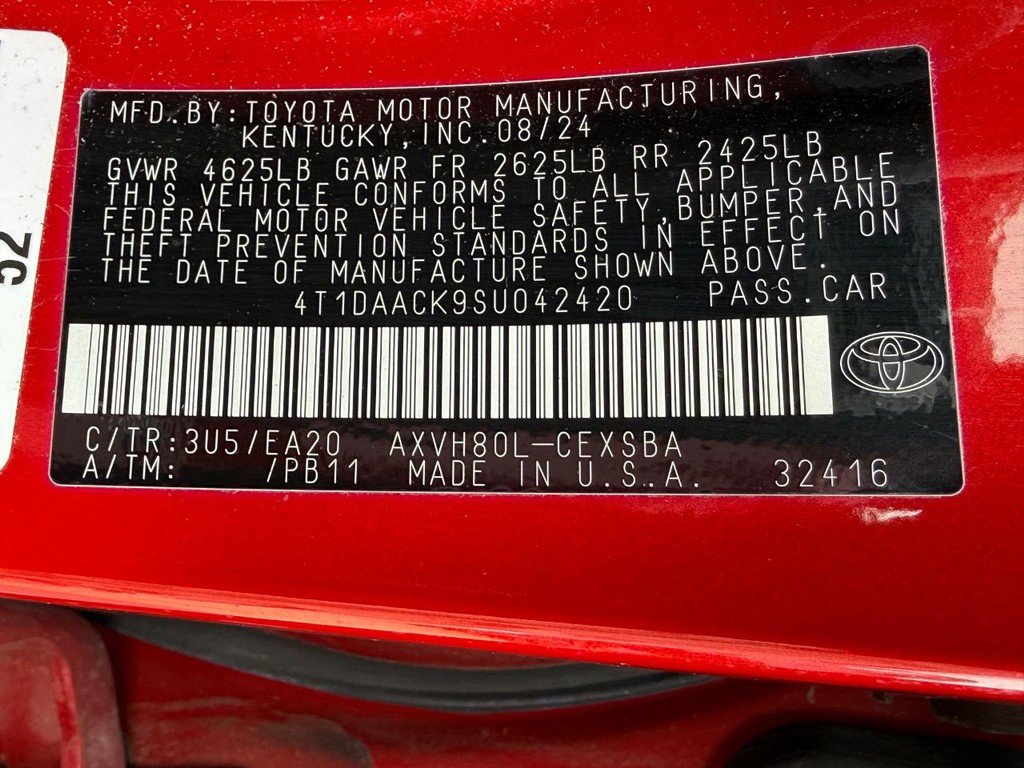 MFD. BY: TOYOTA MOTOR MANUFACTURING,
KENTUCKY, INC. 08/24
GVWR 4625LB GAWR FR 2625LB RR 2425LB
THIS VEHICLE CONFORMS TO ALL APPLICABLE
FEDERAL MOTOR VEHICLE SAFETY, BUMPER, AND
THEFT PREVENTION STANDARDS IN EFFECT ON
THE DATE OF MANUFACTURE SHOWN ABOVE.
4T1DAACK9SU042420 PASS. CAR
C/TR: 3U5/EA20 AXVH80L-CEXSBA
A/TM: /PB11 MADE IN U.S.A. 32416
52